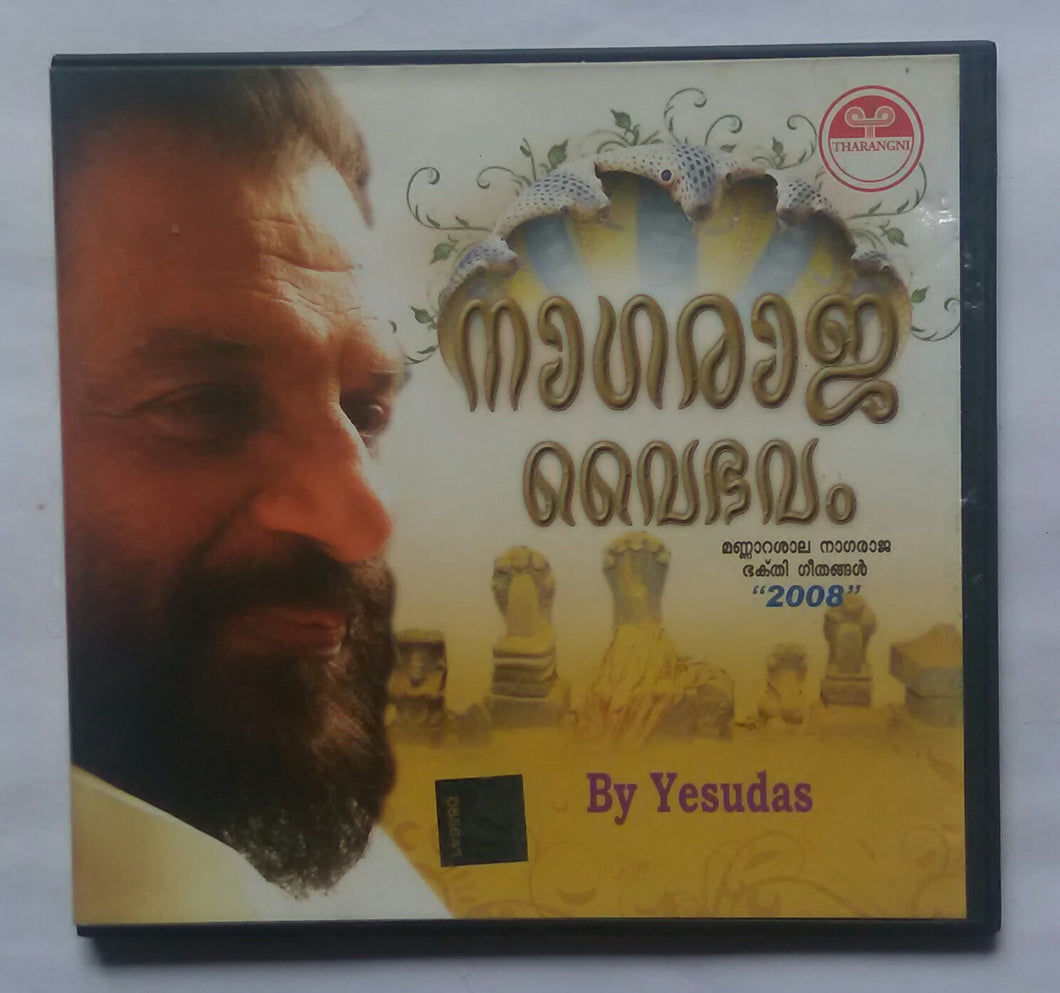 THARANGNI
നാഗരാജ
വൈഭവം
മണ്ണാറശാല നാഗരാജ
ഭക്തി ഗീതങ്ങൾ
“2008”
By Yesudas